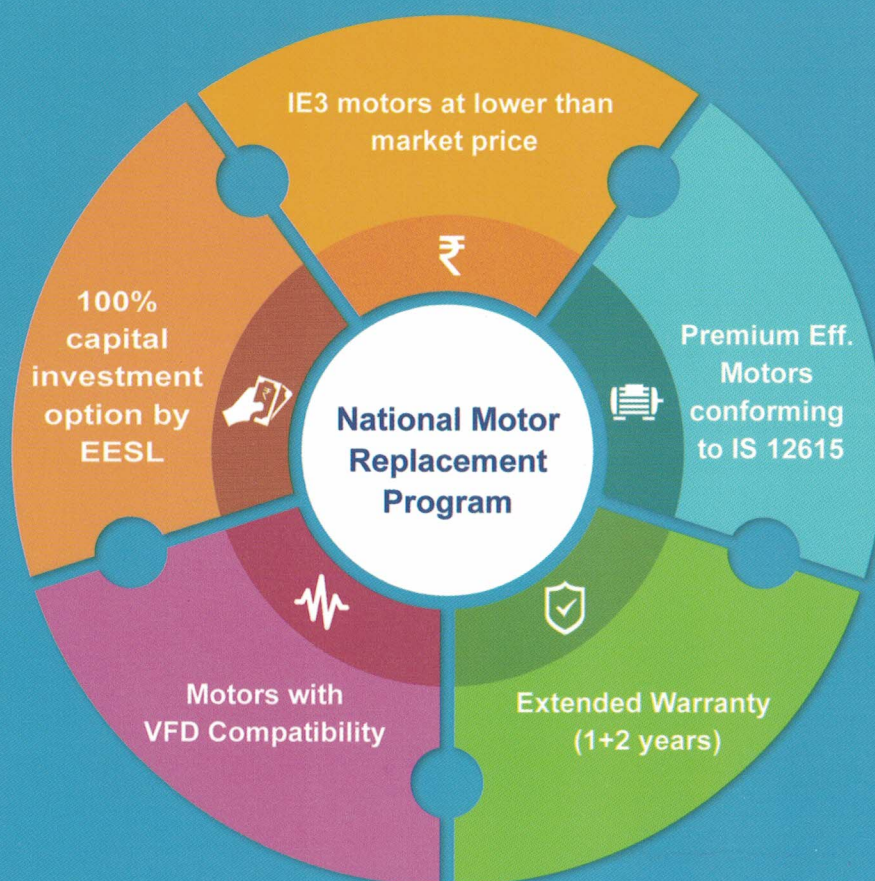 IE3 motors at lower than
market price
₹
Premium Eff.
Motors
conforming
to IS 12615
Extended Warranty
(1+2 years)
Motors with
VFD Compatibility
100%
capital
investment
option by
EESL
National Motor
Replacement
Program